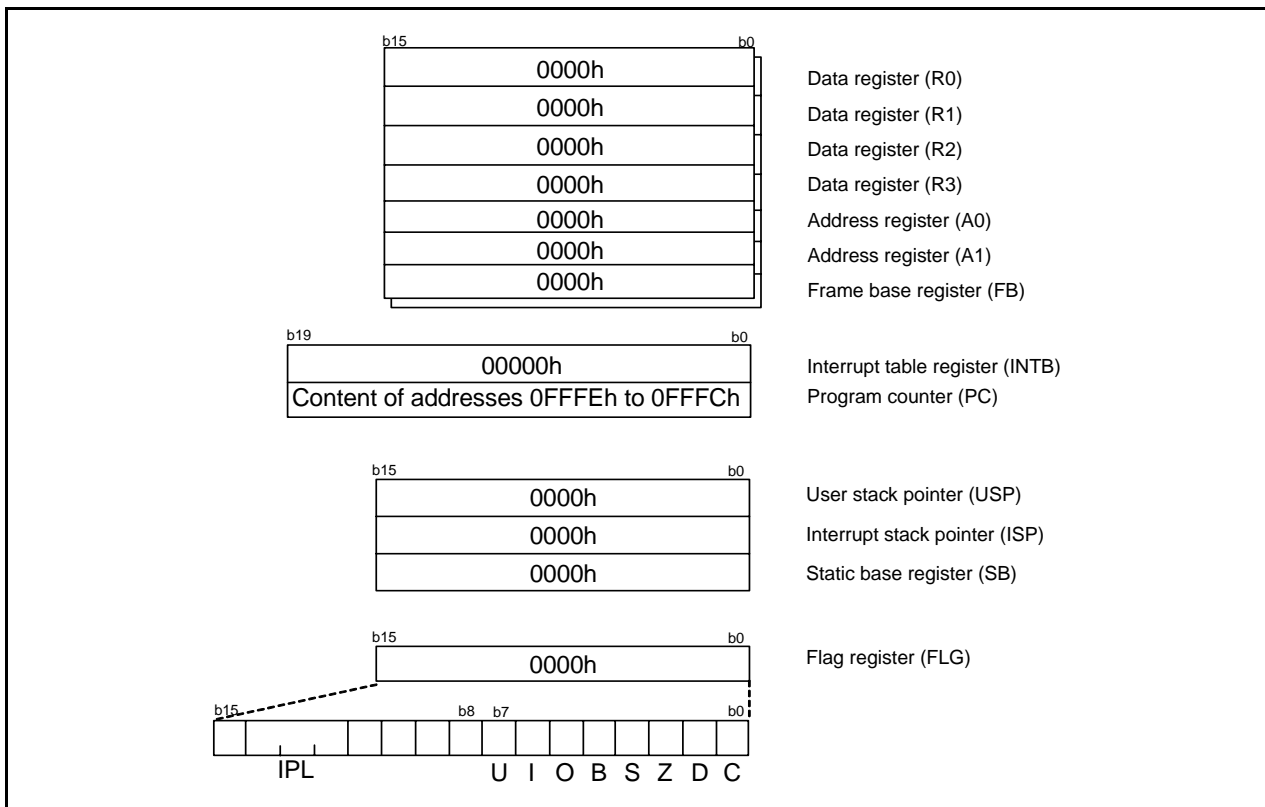 b15 b0
0000h Data register (R0)
0000h Data register (R1)
0000h Data register (R2)
0000h Data register (R3)
0000h Address register (A0)
0000h Address register (A1)
0000h Frame base register (FB)
b19 b0
00000h Interrupt table register (INTB)
Content of addresses 0FFFEh to 0FFFCh Program counter (PC)
b15 b0
0000h User stack pointer (USP)
0000h Interrupt stack pointer (ISP)
0000h Static base register (SB)
b15 b0
0000h Flag register (FLG)
b15 b8 b7 b0
IPL U I O B S Z D C